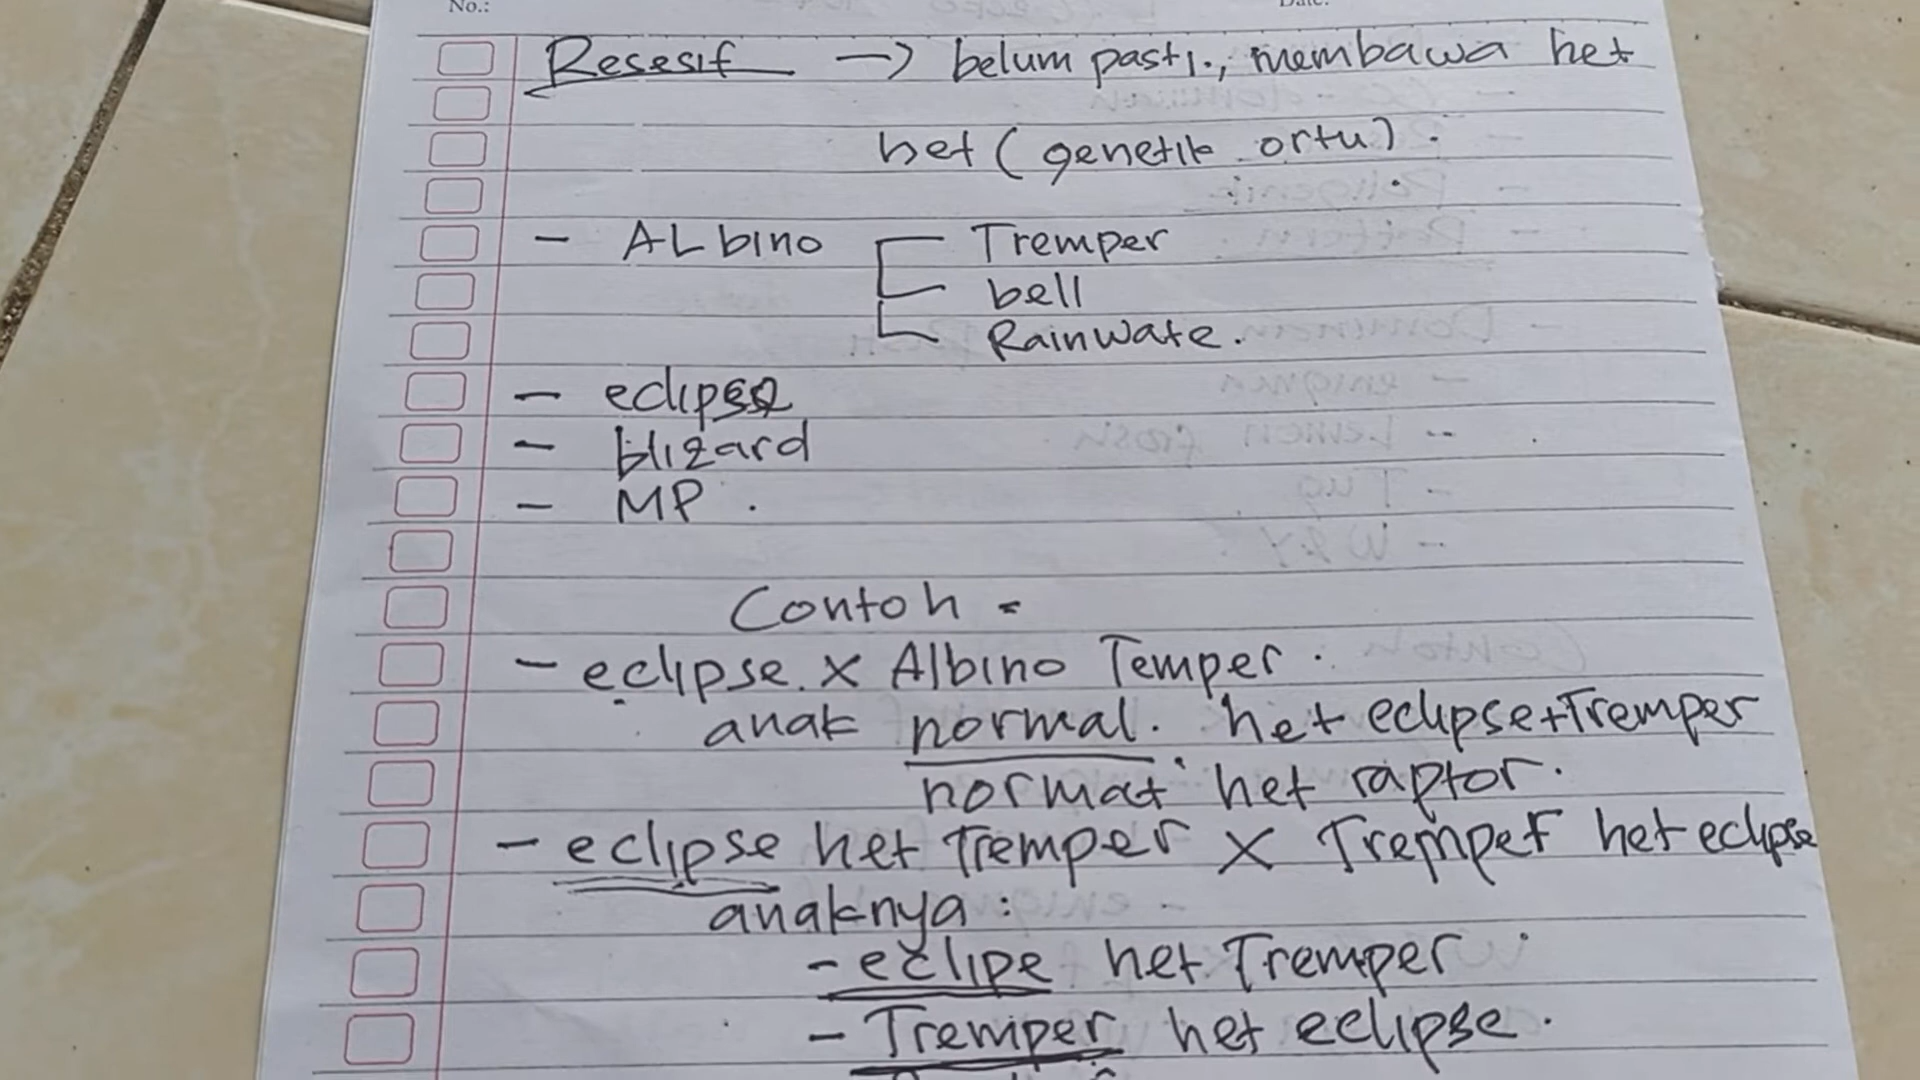 No.: Date:
Resesif → belum pasti., membawa het
het (genetik ortu).
- ALbino Tremper
bell
Rainwate.
- eclipse
- blizard
- MP.
Contoh =
- eclipse x Albino Temper.
anak normal. het eclipse+Tremper
normat het raptor.
- eclipse het Tremper X Tremper het eclipse
anaknya :
- eclipe het Tremper
- Tremper het eclipse.